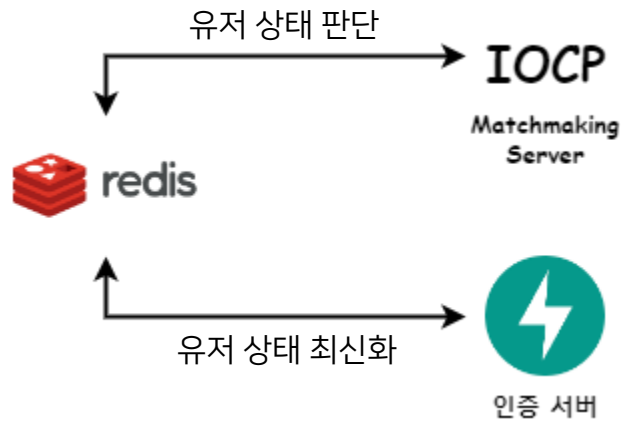 유저 상태 판단
IOCP
Matchmaking
Server
redis
유저 상태 최신화
인증 서버